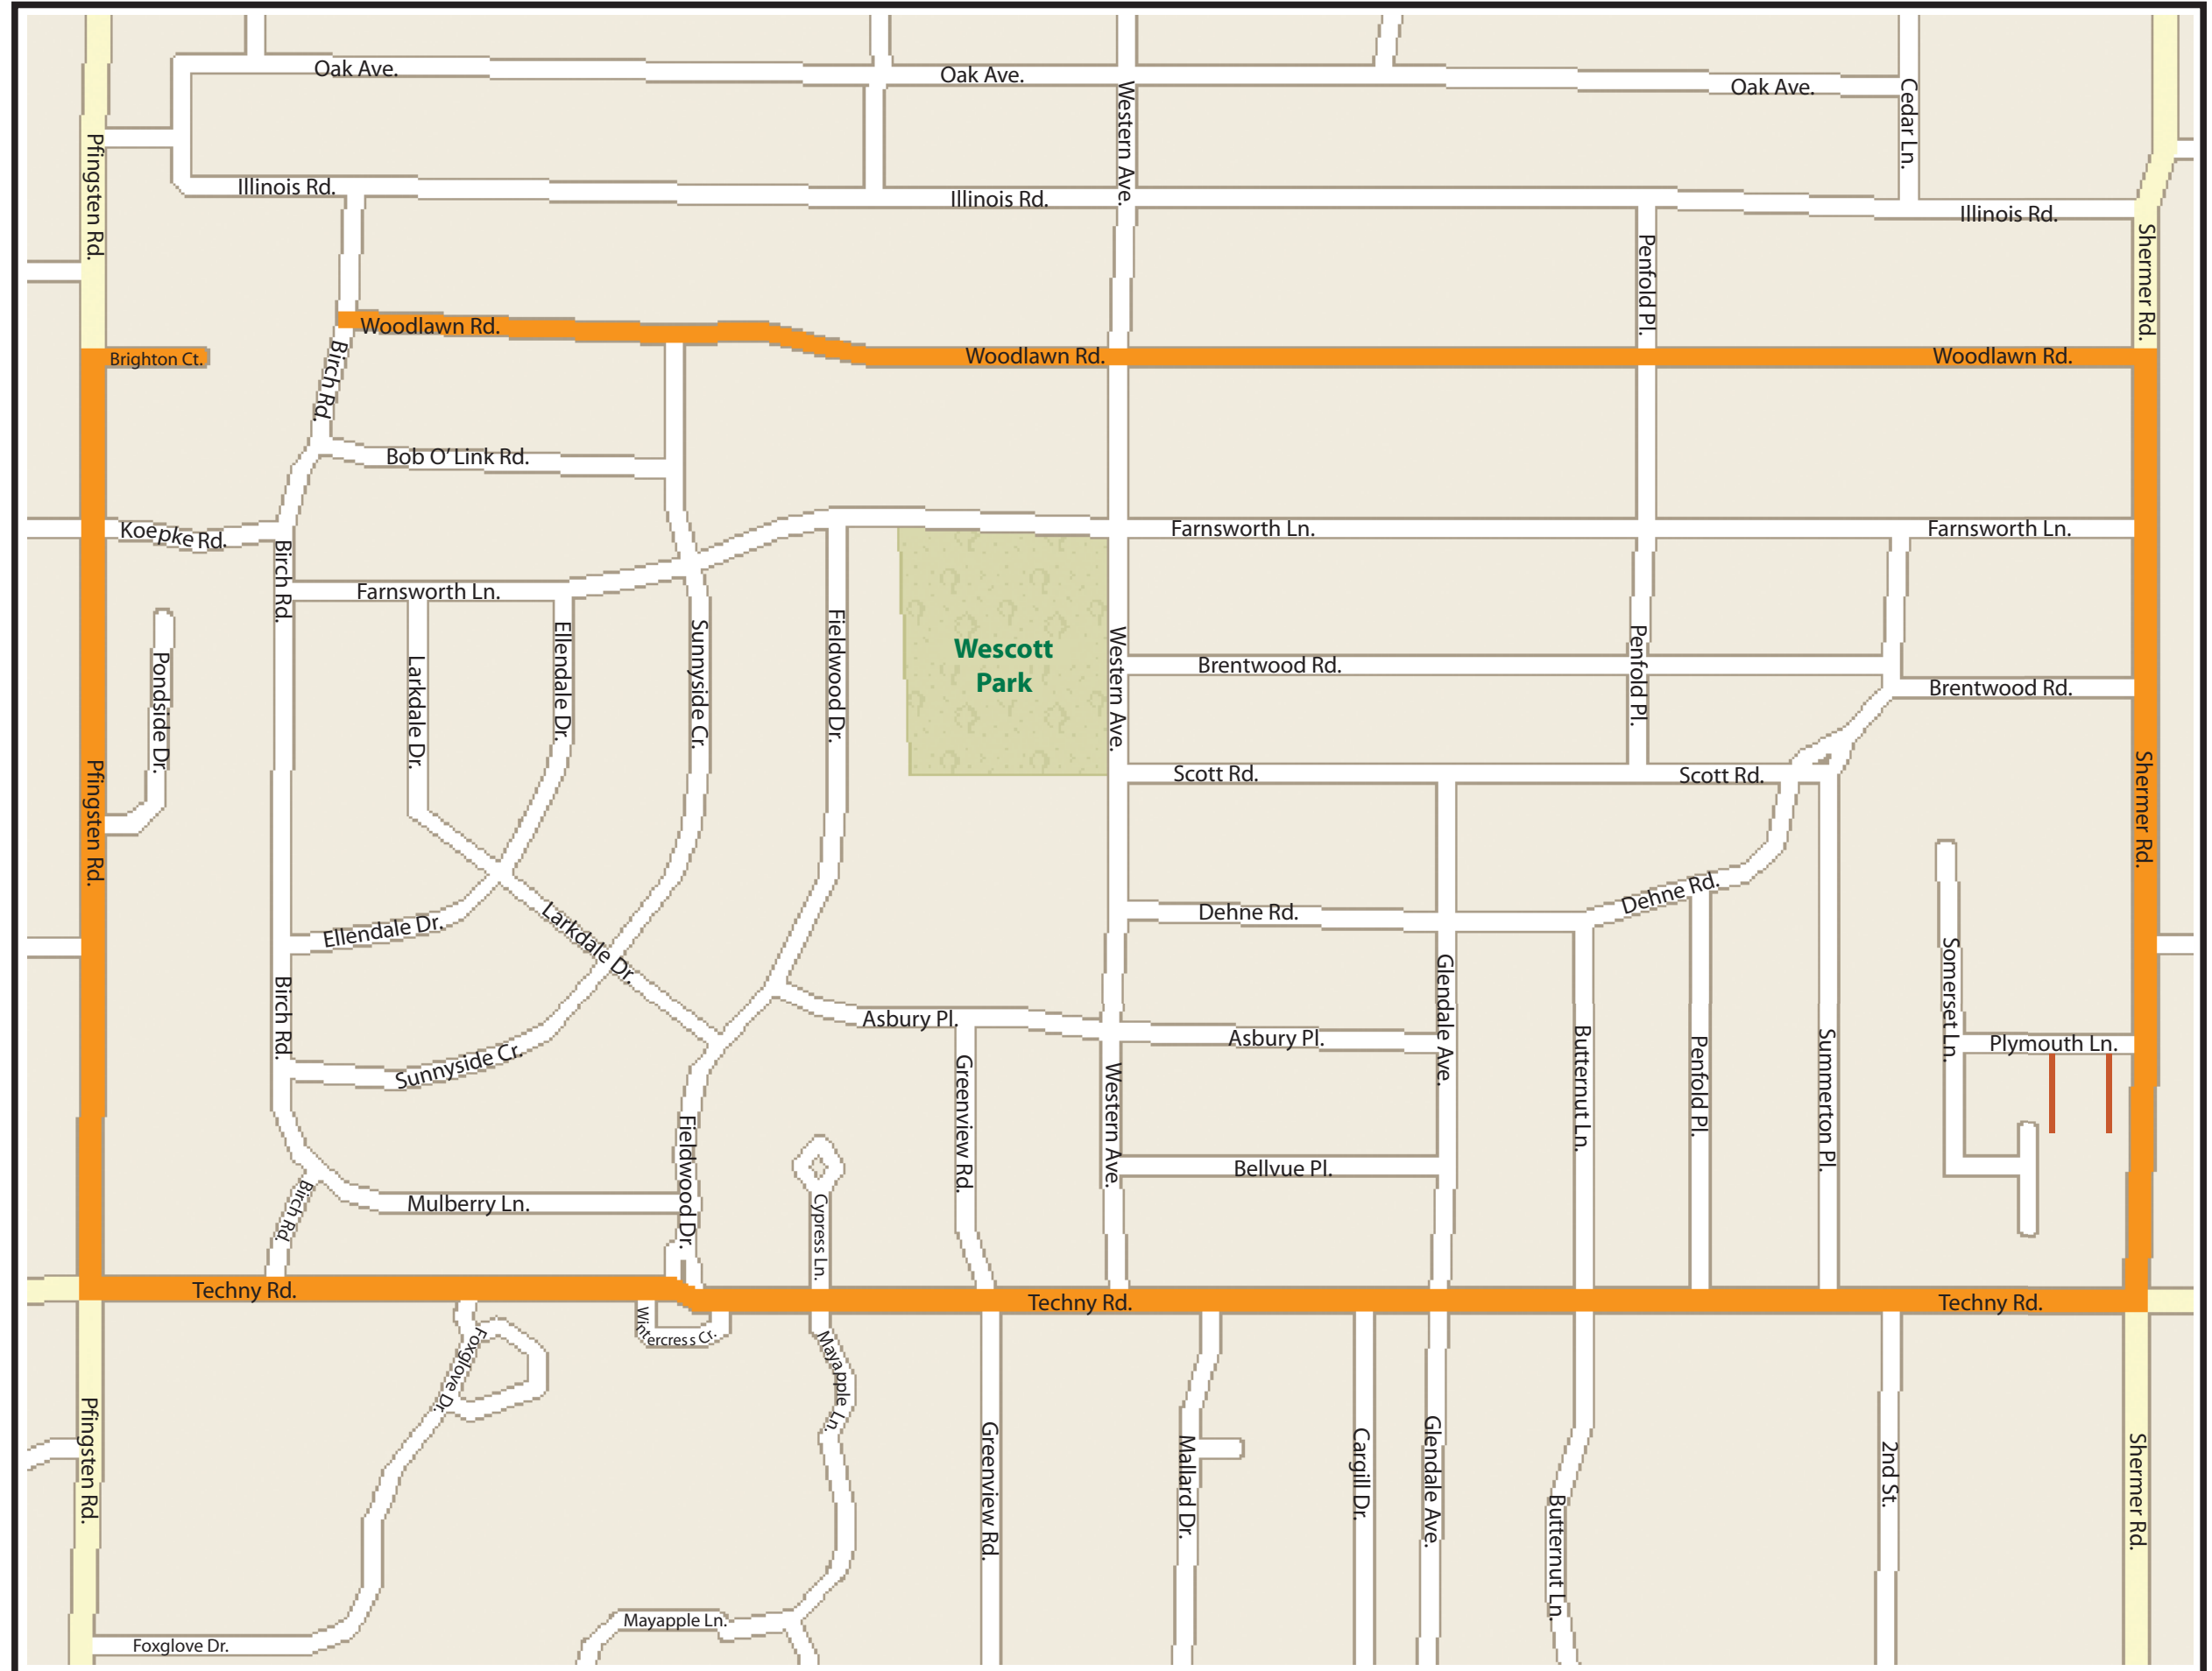 Oak Ave.
Oak Ave.
Oak Ave.
Western Ave.
Cedar Ln.
Pfingsten Rd.
Illinois Rd.
Illinois Rd.
Illinois Rd.
Penfold Pl.
Shermer Rd.
Woodlawn Rd.
Woodlawn Rd.
Woodlawn Rd.
Brighton Ct.
Birch Rd.
Bob O' Link Rd.
Koepke Rd.
Farnsworth Ln.
Farnsworth Ln.
Birch Rd.
Farnsworth Ln.
Pondside Dr.
Larkdale Dr.
Ellendale Dr.
Sunnyside Cr.
Fieldwood Dr.
Wescott
Park
Western Ave.
Brentwood Rd.
Penfold Pl.
Brentwood Rd.
Pfingsten Rd.
Scott Rd.
Scott Rd.
Shermer Rd.
Ellendale Dr.
Larkdale Dr.
Dehne Rd.
Dehne Rd.
Birch Rd.
Sunnyside Cr.
Asbury Pl.
Asbury Pl.
Glendale Ave.
Butternut Ln.
Penfold Pl.
Summerton Pl.
Somerset Ln.
Plymouth Ln.
Greenview Rd.
Western Ave.
Bellvue Pl.
Birch Rd.
Mulberry Ln.
Fieldwood Dr.
Cypress Ln.
Techny Rd.
Techny Rd.
Techny Rd.
Wintercress Cr.
Foxglove Dr.
Mayapple Ln.
Pfingsten Rd.
Greenview Rd.
Mallard Dr.
Cargill Dr.
Glendale Ave.
Butternut Ln.
2nd St.
Shermer Rd.
Mayapple Ln.
Foxglove Dr.